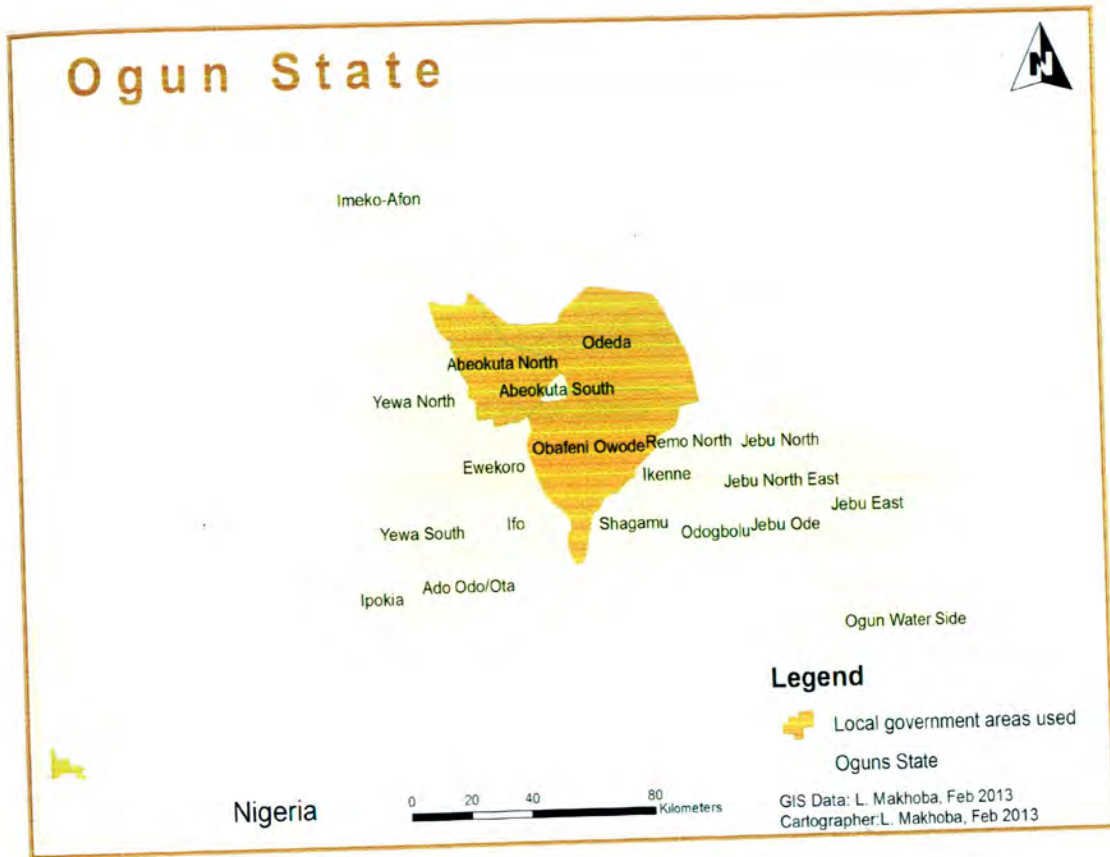 Ogun State
N
Imeko-Afon
Odeda
Abeokuta North
Abeokuta South
Yewa North
Obafeni Owode
Remo North
Jebu North
Ewekoro
Ikenne
Jebu North East
Jebu East
Yewa South
Ifo
Shagamu
Odogbolu
Jebu Ode
Ipokia
Ado Odo/Ota
Ogun Water Side
Legend
Local government areas used
Oguns State
Nigeria
0 20 40 80
Kilometers
GIS Data: L. Makhoba, Feb 2013
Cartographer:L. Makhoba, Feb 2013